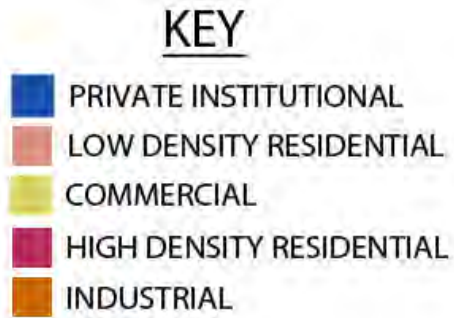 KEY
PRIVATE INSTITUTIONAL
LOW DENSITY RESIDENTIAL
COMMERCIAL
HIGH DENSITY RESIDENTIAL
INDUSTRIAL